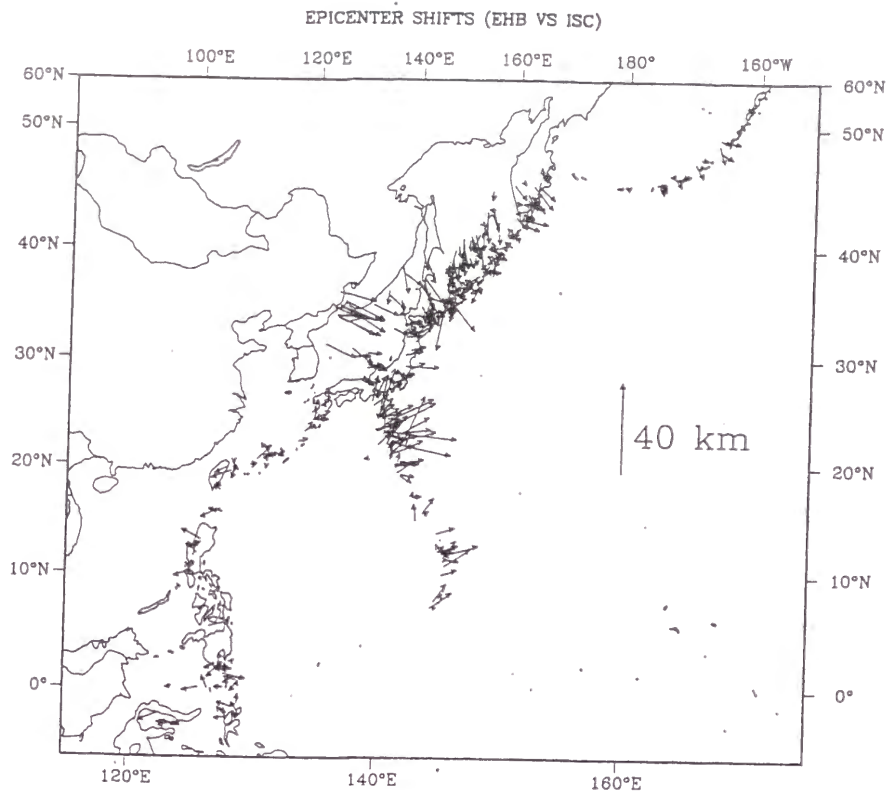 EPICENTER SHIFTS (EHB VS ISC)
100°E 120°E 140°E 160°E 180° 160°W
60°N 60°N
50°N 50°N
40°N 40°N
30°N 30°N
40 km
20°N 20°N
10°N 10°N
0° 0°
120°E 140°E 160°E